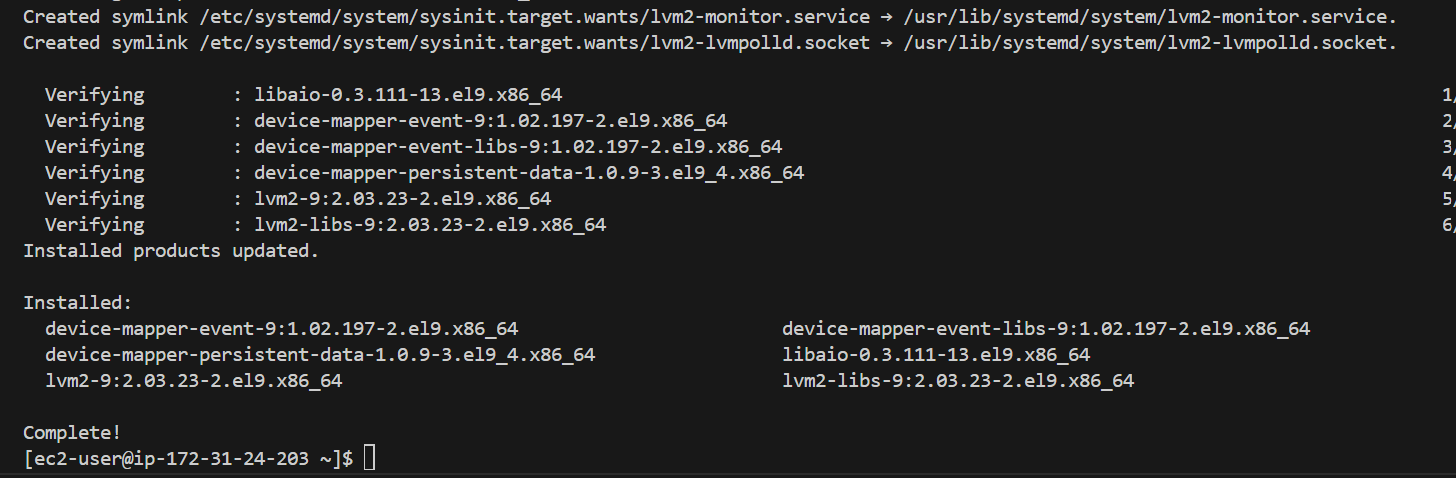 Created symlink /etc/systemd/system/sysinit.target.wants/lvm2-monitor.service → /usr/lib/systemd/system/lvm2-monitor.service.
Created symlink /etc/systemd/system/sysinit.target.wants/lvm2-lvmpolld.socket → /usr/lib/systemd/system/lvm2-lvmpolld.socket.
Verifying : libaio-0.3.111-13.el9.x86_64 1/
Verifying : device-mapper-event-9:1.02.197-2.el9.x86_64 2/
Verifying : device-mapper-event-libs-9:1.02.197-2.el9.x86_64 3/
Verifying : device-mapper-persistent-data-1.0.9-3.el9_4.x86_64 4/
Verifying : lvm2-9:2.03.23-2.el9.x86_64 5/
Verifying : lvm2-libs-9:2.03.23-2.el9.x86_64 6/
Installed products updated.
Installed:
device-mapper-event-9:1.02.197-2.el9.x86_64 device-mapper-event-libs-9:1.02.197-2.el9.x86_64
device-mapper-persistent-data-1.0.9-3.el9_4.x86_64 libaio-0.3.111-13.el9.x86_64
lvm2-9:2.03.23-2.el9.x86_64 lvm2-libs-9:2.03.23-2.el9.x86_64
Complete!
[ec2-user@ip-172-31-24-203 ~]$